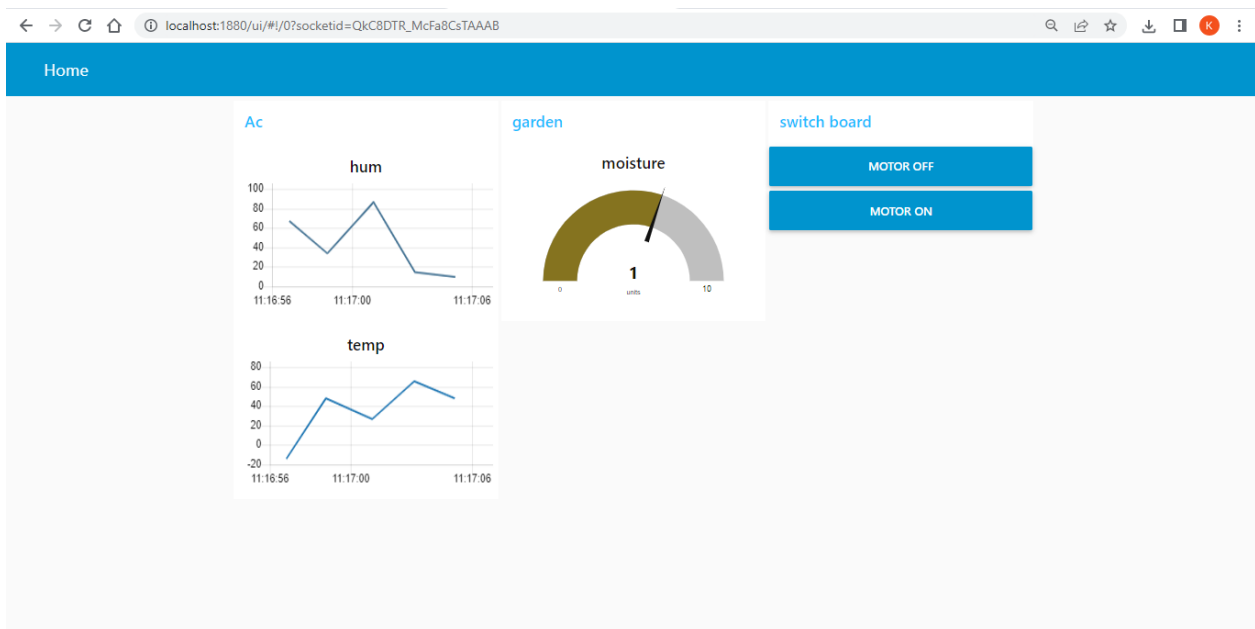 localhost:1880/ui/#!/0?socketid=QkC8DTR_McFa8CsTAAAB
K
Home
Ac
hum
100
80
60
40
20
0
11:16:56 11:17:00 11:17:06
temp
80
60
40
20
0
-20
11:16:56 11:17:00 11:17:06
garden
moisture
1
units
0 10
switch board
MOTOR OFF
MOTOR ON